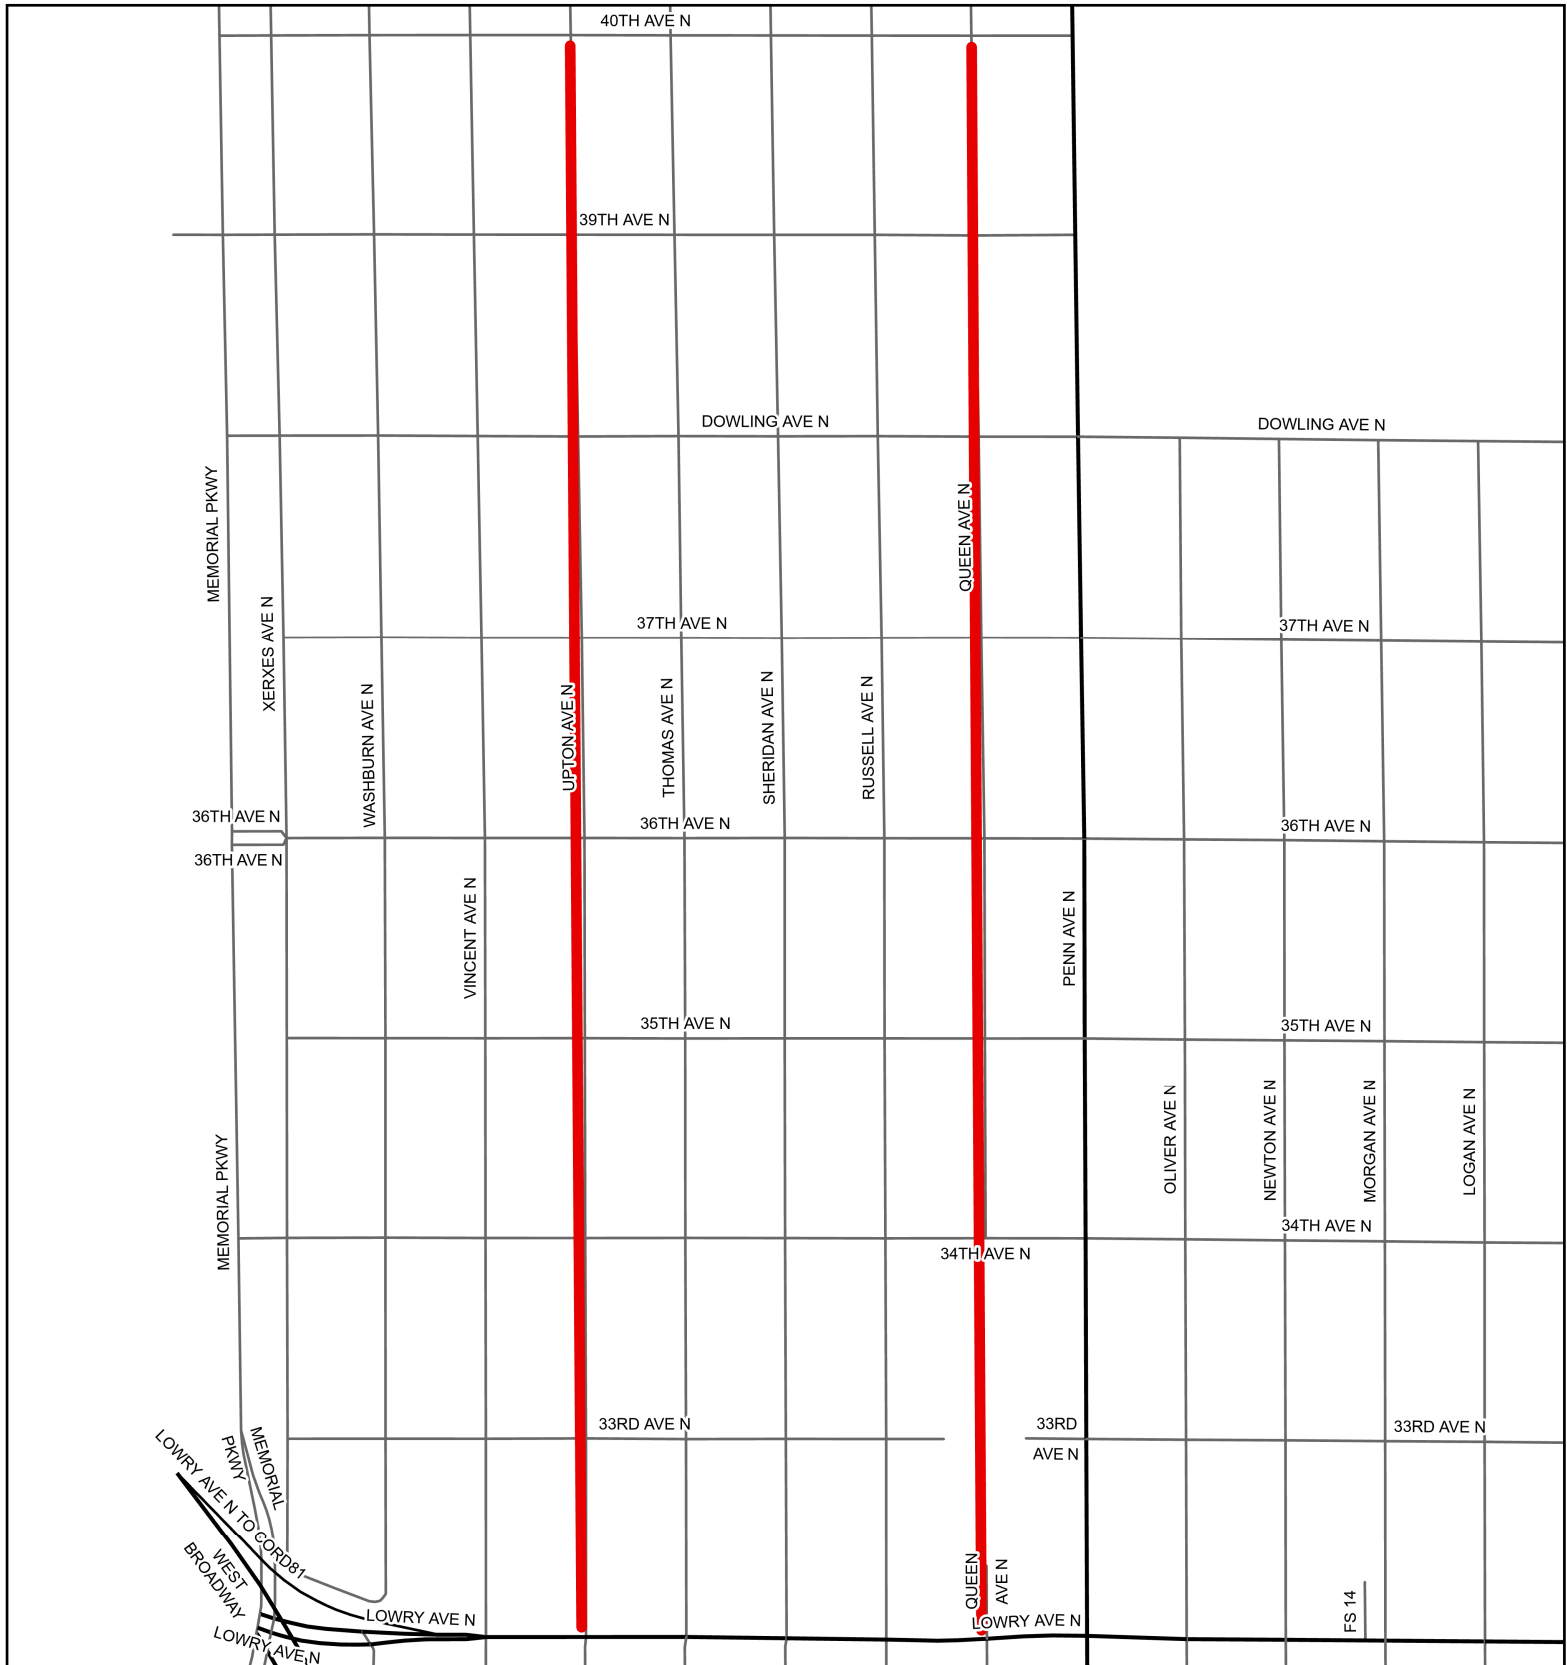 40TH AVE N
39TH AVE N
DOWLING AVE N
DOWLING AVE N
MEMORIAL PKWY
QUEEN AVE N
XERXES AVE N
37TH AVE N
37TH AVE N
WASHBURN AVE N
UPTON AVE N
THOMAS AVE N
SHERIDAN AVE N
RUSSELL AVE N
36TH AVE N
36TH AVE N
36TH AVE N
36TH AVE N
VINCENT AVE N
PENN AVE N
35TH AVE N
35TH AVE N
OLIVER AVE N
NEWTON AVE N
MORGAN AVE N
LOGAN AVE N
MEMORIAL PKWY
34TH AVE N
34TH AVE N
33RD AVE N
33RD
AVE N
33RD AVE N
MEMORIAL
PKWY
LOWRY AVE N TO CORD81
WEST
BROADWAY
QUEEN
AVE N
LOWRY AVE N
LOWRY AVE N
FS 14
LOWRY AVE N